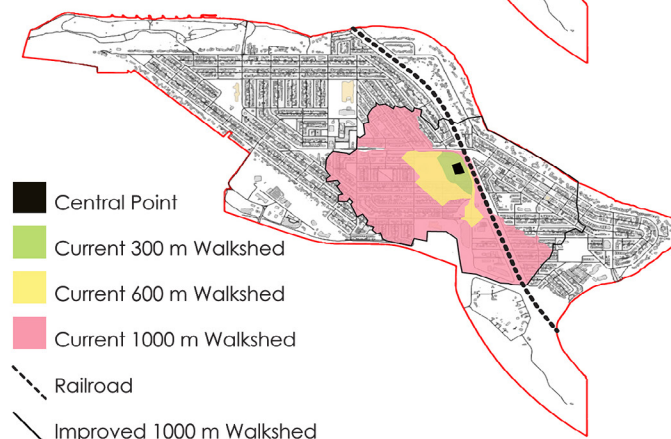 Central Point
Current 300 m Walkshed
Current 600 m Walkshed
Current 1000 m Walkshed
Railroad
Improved 1000 m Walkshed